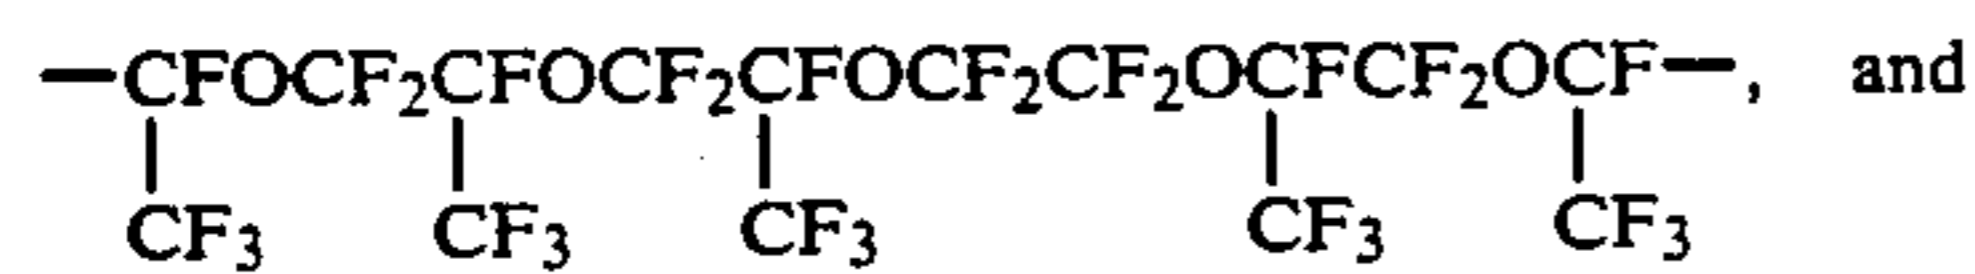 —CFOCF₂CFOCF₂CFOCF₂CF₂OCFCF₂OCF—, and
CF₃ CF₃ CF₃ CF₃ CF₃